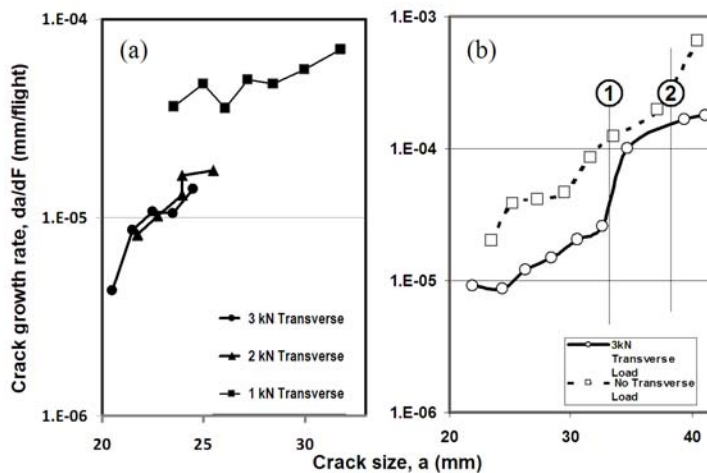 1.E-04
(a)
1.E-05
1.E-06
20
25
30
3 kN Transverse
2 kN Transverse
1 kN Transverse
Crack growth rate, da/dF (mm/flight)
Crack size, a (mm)
1.E-03
(b)
1
2
1.E-04
1.E-05
1.E-06
20
30
40
3kN
Transverse
Load
No Transverse
Load